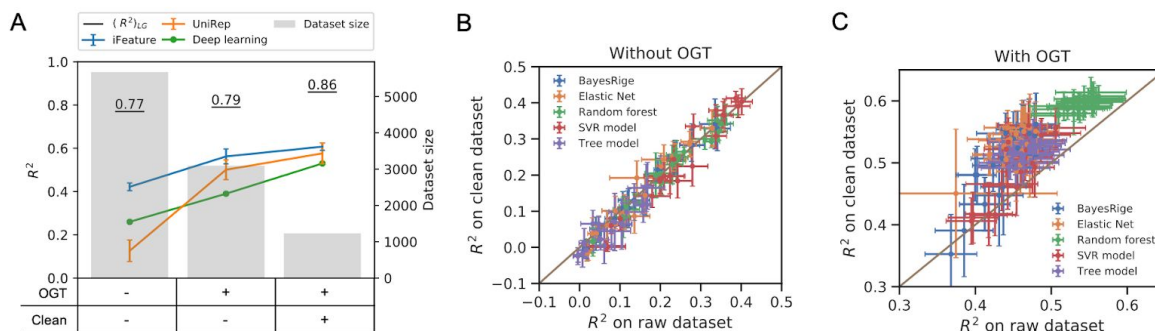 A
⟨R²⟩LG
UniRep
Dataset size
iFeature
Deep learning
1.0
0.8
0.6
0.4
0.2
0.0
R²
0.77
0.79
0.86
5000
4000
3000
2000
1000
0
Dataset size
OGT - + +
Clean - - +
B
Without OGT
0.5
0.4
0.3
0.2
0.1
0.0
−0.1
R² on clean dataset
BayesRige
Elastic Net
Random forest
SVR model
Tree model
−0.1 0.0 0.1 0.2 0.3 0.4 0.5
R² on raw dataset
C
With OGT
0.6
0.5
0.4
0.3
R² on clean dataset
BayesRige
Elastic Net
Random forest
SVR model
Tree model
0.3 0.4 0.5 0.6
R² on raw dataset